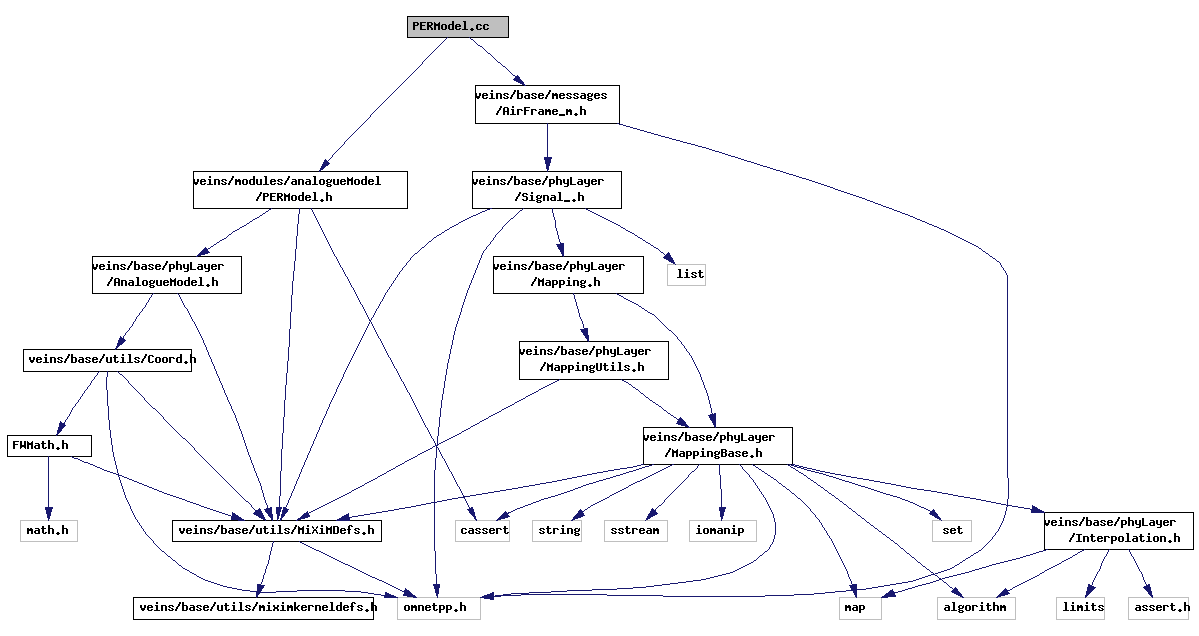 PERModel.cc
veins/base/messages
/AirFrame_m.h
veins/modules/analogueModel
/PERModel.h
veins/base/phyLayer
/Signal_.h
veins/base/phyLayer
/AnalogueModel.h
veins/base/phyLayer
/Mapping.h
list
veins/base/utils/Coord.h
veins/base/phyLayer
/MappingUtils.h
FWMath.h
veins/base/phyLayer
/MappingBase.h
math.h
veins/base/utils/MiXiMDefs.h
cassert
string
sstream
iomanip
set
veins/base/phyLayer
/Interpolation.h
veins/base/utils/miximkerneldefs.h
omnetpp.h
map
algorithm
limits
assert.h